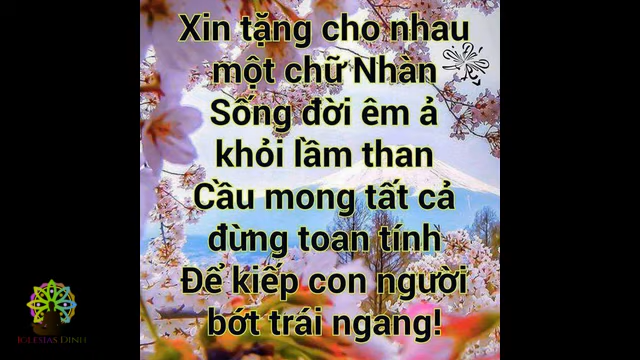 Xin tặng cho nhau
một chữ Nhàn
Sống đời êm ả
khỏi lầm than
Cầu mong tất cả
đừng toan tính
Để kiếp con người
bớt trái ngang!
IGLESIAS DINH